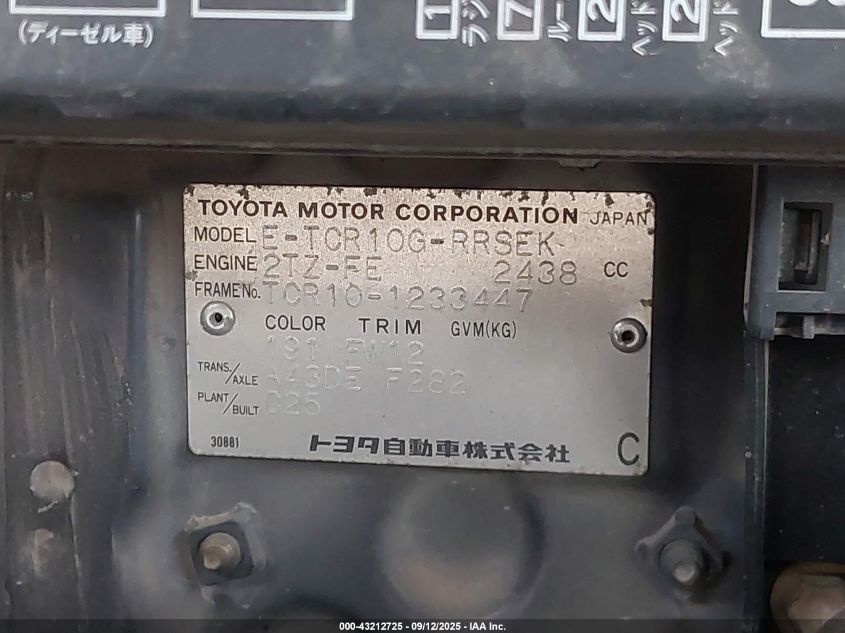 (ディーゼル車)
TOYOTA MOTOR CORPORATION JAPAN
MODEL E-TCR10G-RRSEK
ENGINE 2TZ-FE 2438 CC
FRAME No. TCR10-1233447
COLOR TRIM GVM(KG)
191 FW12
TRANS./AXLE A43DE F282
PLANT/BUILT C25
30881 トヨタ自動車株式会社 C
000-43212725 - 09/12/2025 - IAA Inc.